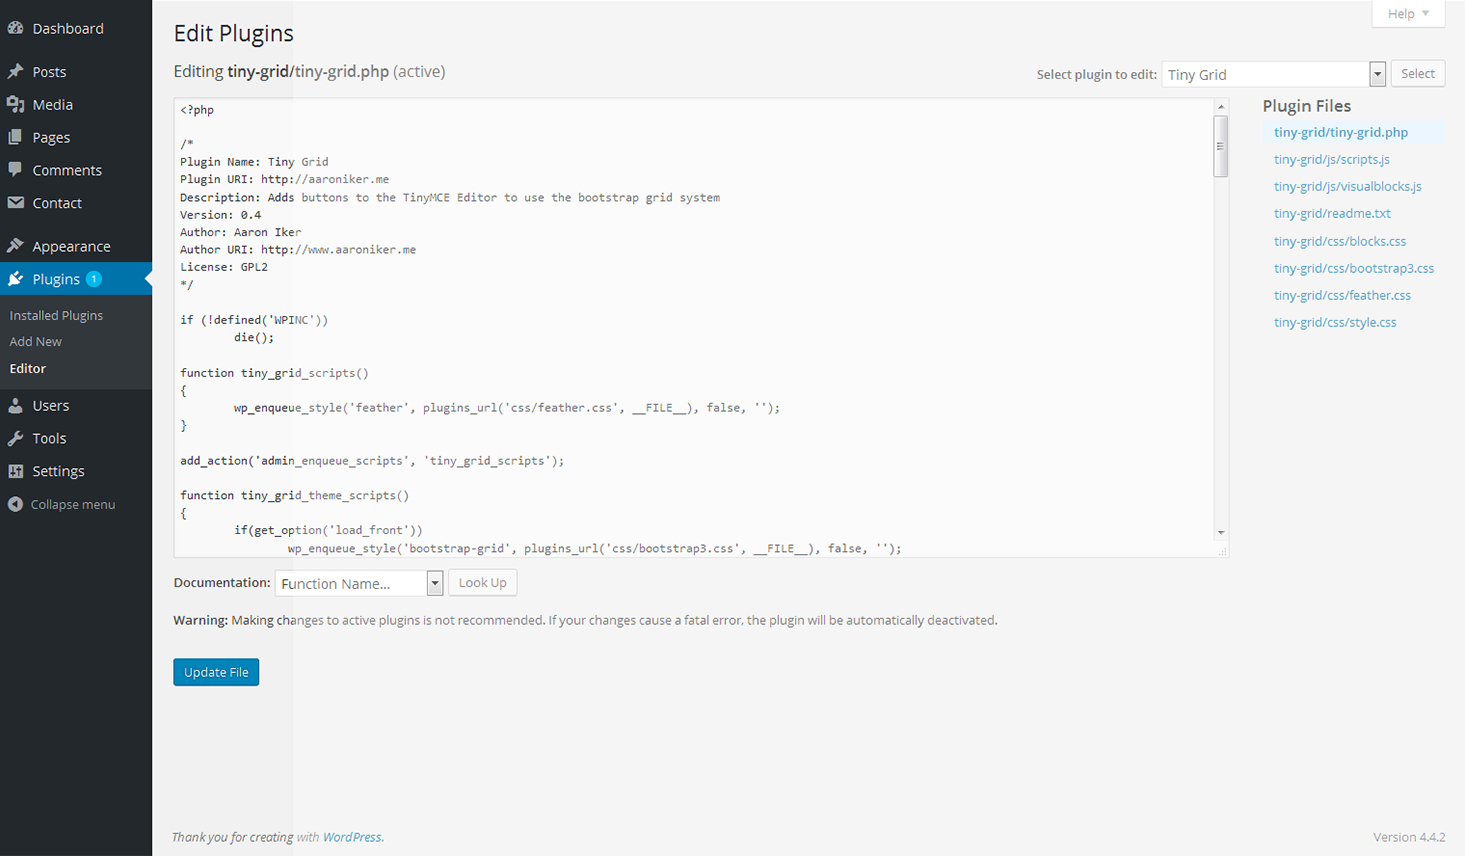 Dashboard
Posts
Media
Pages
Comments
Contact
Appearance
Plugins 1
Installed Plugins
Add New
Editor
Users
Tools
Settings
Collapse menu
Help
Edit Plugins
Editing tiny-grid/tiny-grid.php (active)
Select plugin to edit: Tiny Grid Select
<?php
/*
Plugin Name: Tiny Grid
Plugin URI: http://aaroniker.me
Description: Adds buttons to the TinyMCE Editor to use the bootstrap grid system
Version: 0.4
Author: Aaron Iker
Author URI: http://www.aaroniker.me
License: GPL2
*/
if (!defined('WPINC'))
die();
function tiny_grid_scripts()
{
wp_enqueue_style('feather', plugins_url('css/feather.css', __FILE__), false, '');
}
add_action('admin_enqueue_scripts', 'tiny_grid_scripts');
function tiny_grid_theme_scripts()
{
if(get_option('load_front'))
wp_enqueue_style('bootstrap-grid', plugins_url('css/bootstrap3.css', __FILE__), false, '');
Plugin Files
tiny-grid/tiny-grid.php
tiny-grid/js/scripts.js
tiny-grid/js/visualblocks.js
tiny-grid/readme.txt
tiny-grid/css/blocks.css
tiny-grid/css/bootstrap3.css
tiny-grid/css/feather.css
tiny-grid/css/style.css
Documentation: Function Name... Look Up
Warning: Making changes to active plugins is not recommended. If your changes cause a fatal error, the plugin will be automatically deactivated.
Update File
Thank you for creating with WordPress.
Version 4.4.2